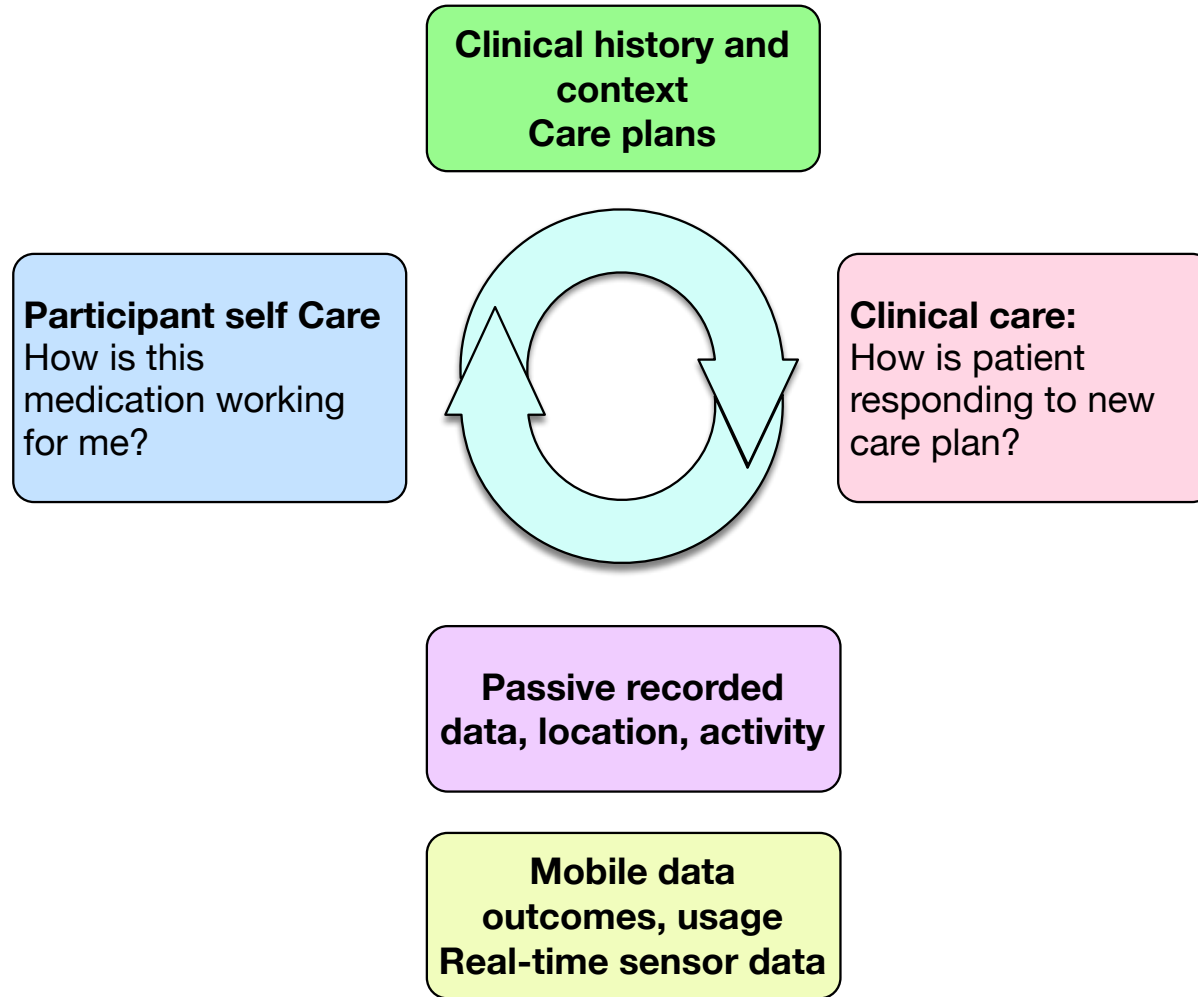 Clinical history and
context
Care plans
Participant self Care
How is this
medication working
for me?
Clinical care:
How is patient
responding to new
care plan?
Passive recorded
data, location, activity
Mobile data
outcomes, usage
Real-time sensor data